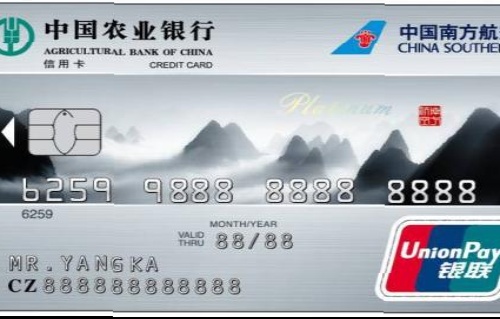 中国农业银行
AGRICULTURAL BANK OF CHINA
信用卡 CREDIT CARD
中国南方航
CHINA SOUTHE
Platinum
6259 9888 8888 8888
6259
MONTH/YEAR
VALID THRU 88/88
MR.YANGKA
CZ888888888888
UnionPay
银联